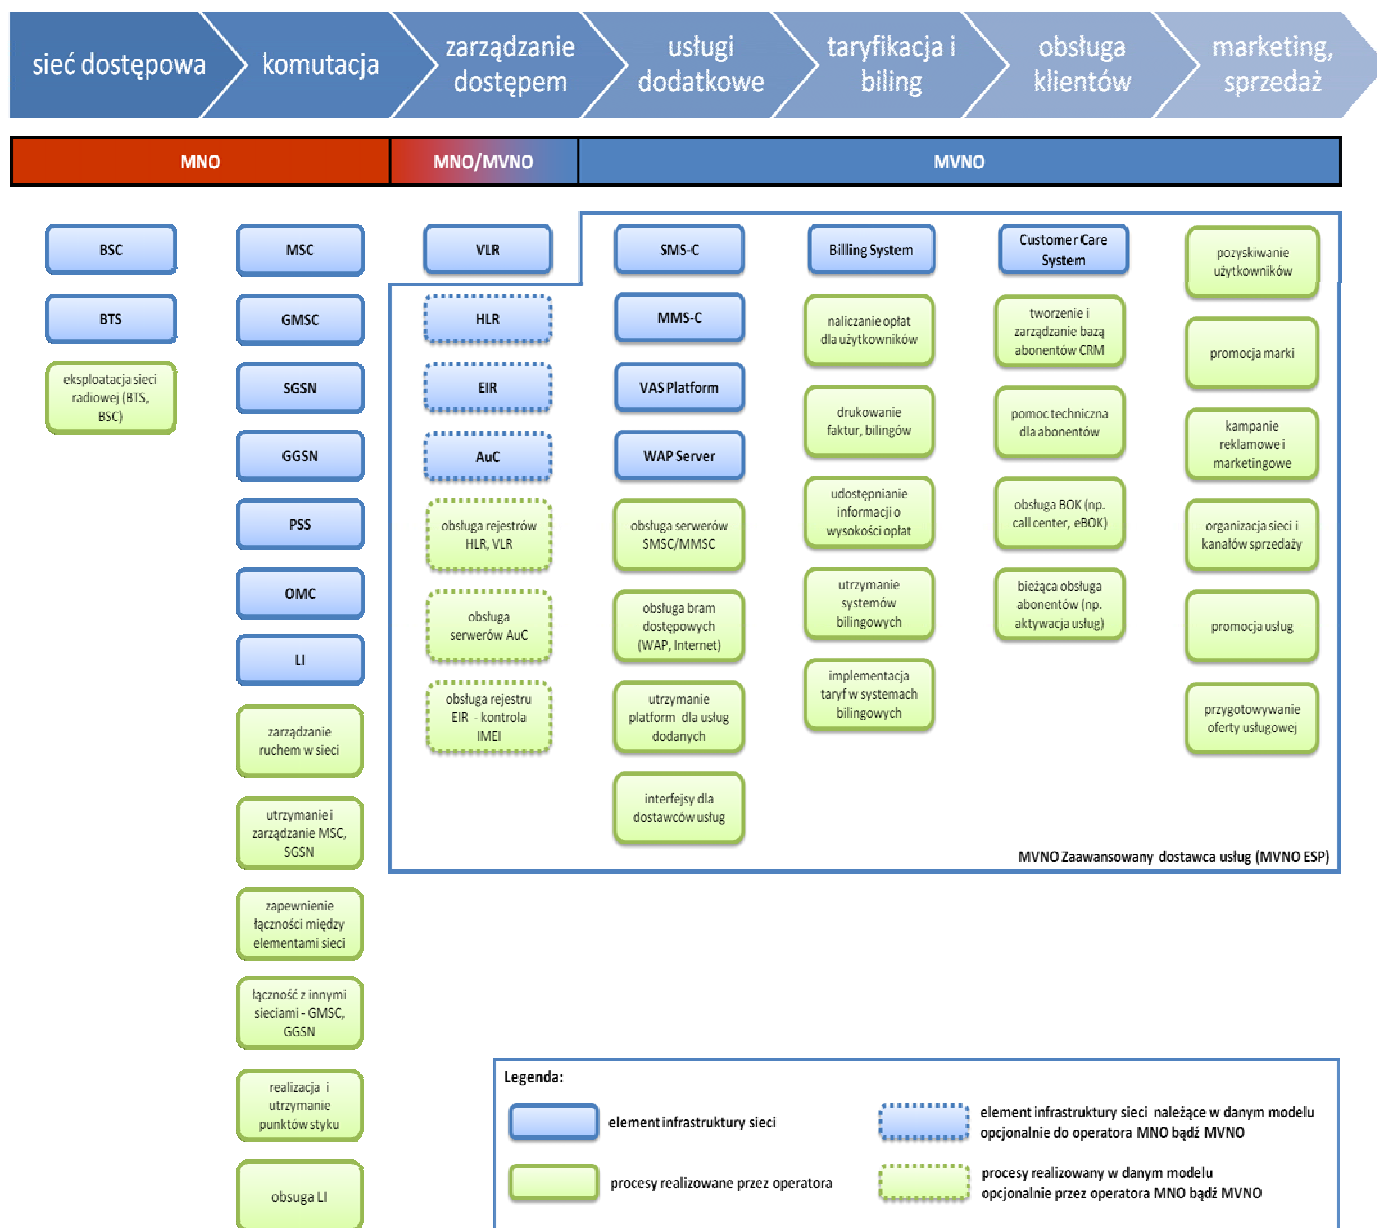 sieć dostępowa
komutacja
zarządzanie
dostępem
usługi
dodatkowe
taryfikacja i
biling
obsługa
klientów
marketing,
sprzedaż
MNO
MNO/MVNO
MVNO
BSC
BTS
eksploatacja sieci
radiowej (BTS,
BSC)
MSC
GMSC
SGSN
GGSN
PSS
OMC
LI
zarządzanie
ruchem w sieci
utrzymanie i
zarządzanie MSC,
SGSN
zapewnienie
łączności między
elementami sieci
łączność z innymi
sieciami - GMSC,
GGSN
realizacja i
utrzymanie
punktów styku
obsuga LI
VLR
HLR
EIR
AuC
obsługa rejestrów
HLR, VLR
obsługa
serwerów AuC
obsługa rejestru
EIR - kontrola
IMEI
SMS-C
MMS-C
VAS Platform
WAP Server
obsługa serwerów
SMSC/MMSC
obsługa bram
dostępowych
(WAP, Internet)
utrzymanie
platform dla usług
dodanych
interfejsy dla
dostawców usług
Billing System
naliczanie opłat
dla użytkowników
drukowanie
faktur, bilingów
udostępnianie
informacji o
wysokości opłat
utrzymanie
systemów
bilingowych
implementacja
taryf w systemach
bilingowych
Customer Care
System
tworzenie i
zarządzanie bazą
abonentów CRM
pomoc techniczna
dla abonentów
obsługa BOK (np.
call center, eBOK)
bieżąca obsługa
abonentów (np.
aktywacja usług)
pozyskiwanie
użytkowników
promocja marki
kampanie
reklamowe i
marketingowe
organizacja sieci i
kanałów sprzedaży
promocja usług
przygotowywanie
oferty usługowej
MVNO Zaawansowany dostawca usług (MVNO ESP)
Legenda:
element infrastruktury sieci
element infrastruktury sieci należące w danym modelu
opcjonalnie do operatora MNO bądź MVNO
procesy realizowane przez operatora
procesy realizowany w danym modelu
opcjonalnie przez operatora MNO bądź MVNO